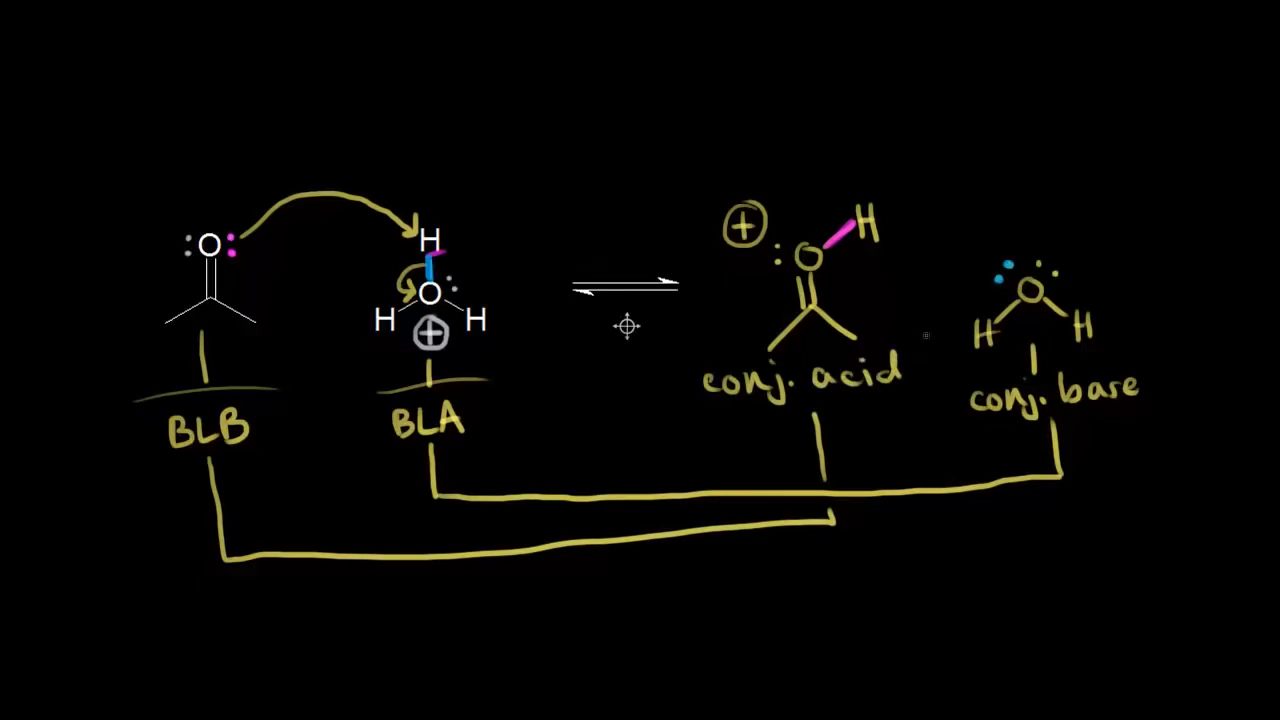 :O:
H
O:
H H
+
BLB
BLA
+
:O H
conj. acid
O
H H
conj. base